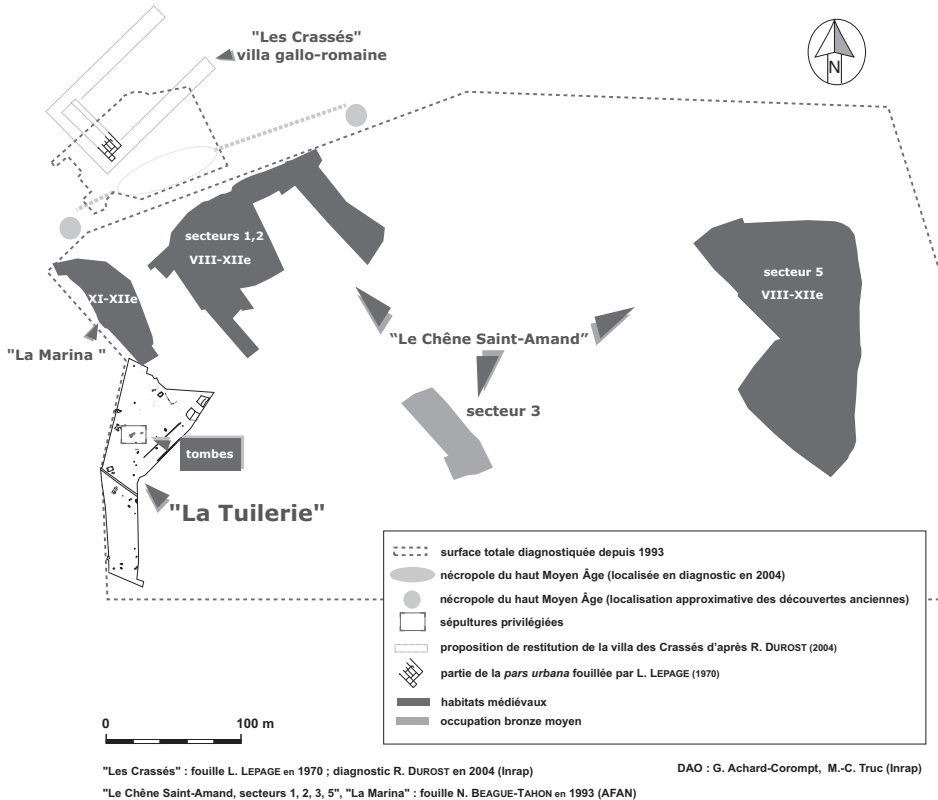 "Les Crassés"
villa gallo-romaine
N
secteurs 1,2
VIII-XIIe
secteur 5
VIII-XIIe
XI-XIIe
"Le Chêne Saint-Amand”
"La Marina "
secteur 3
tombes
"La Tuilerie"
surface totale diagnostiquée depuis 1993
nécropole du haut Moyen Âge (localisée en diagnostic en 2004)
nécropole du haut Moyen Âge (localisation approximative des découvertes anciennes)
sépultures privilégiées
proposition de restitution de la villa des Crassés d'après R. DUROST (2004)
partie de la pars urbana fouillée par L. LEPAGE (1970)
habitats médiévaux
occupation bronze moyen
0 100 m
"Les Crassés" : fouille L. LEPAGE en 1970 ; diagnostic R. DUROST en 2004 (Inrap)
DAO : G. Achard-Corompt, M.-C. Truc (Inrap)
"Le Chêne Saint-Amand, secteurs 1, 2, 3, 5", "La Marina" : fouille N. BEAGUE-TAHON en 1993 (AFAN)